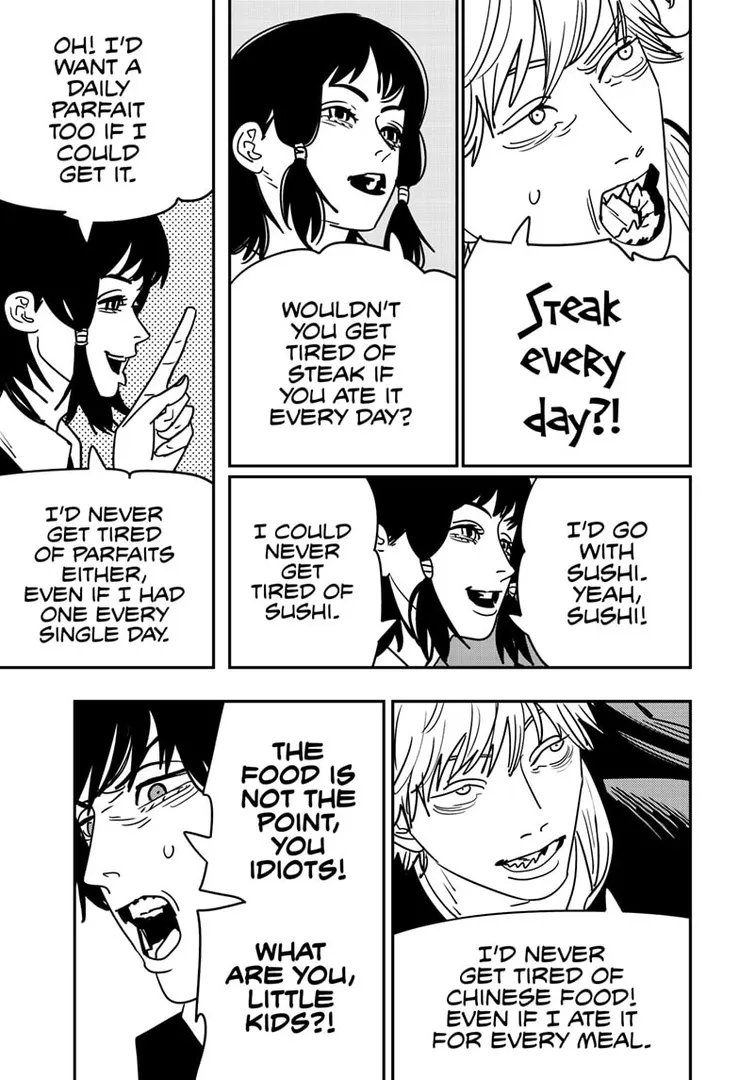 Steak
every
day?!
WOULDN'T
YOU GET
TIRED OF
STEAK IF
YOU ATE IT
EVERY DAY?
I'D GO
WITH
SUSHI.
YEAH,
SUSHI!
I COULD
NEVER
GET
TIRED OF
SUSHI.
OH! I'D
WANT A
DAILY
PARFAIT
TOO IF I
COULD
GET IT.
I'D NEVER
GET TIRED
OF PARFAITS
EITHER,
EVEN IF I HAD
ONE EVERY
SINGLE DAY.
I'D NEVER
GET TIRED OF
CHINESE FOOD!
EVEN IF I ATE IT
FOR EVERY MEAL.
THE
FOOD IS
NOT THE
POINT,
YOU
IDIOTS!
WHAT
ARE YOU,
LITTLE
KIDS?!